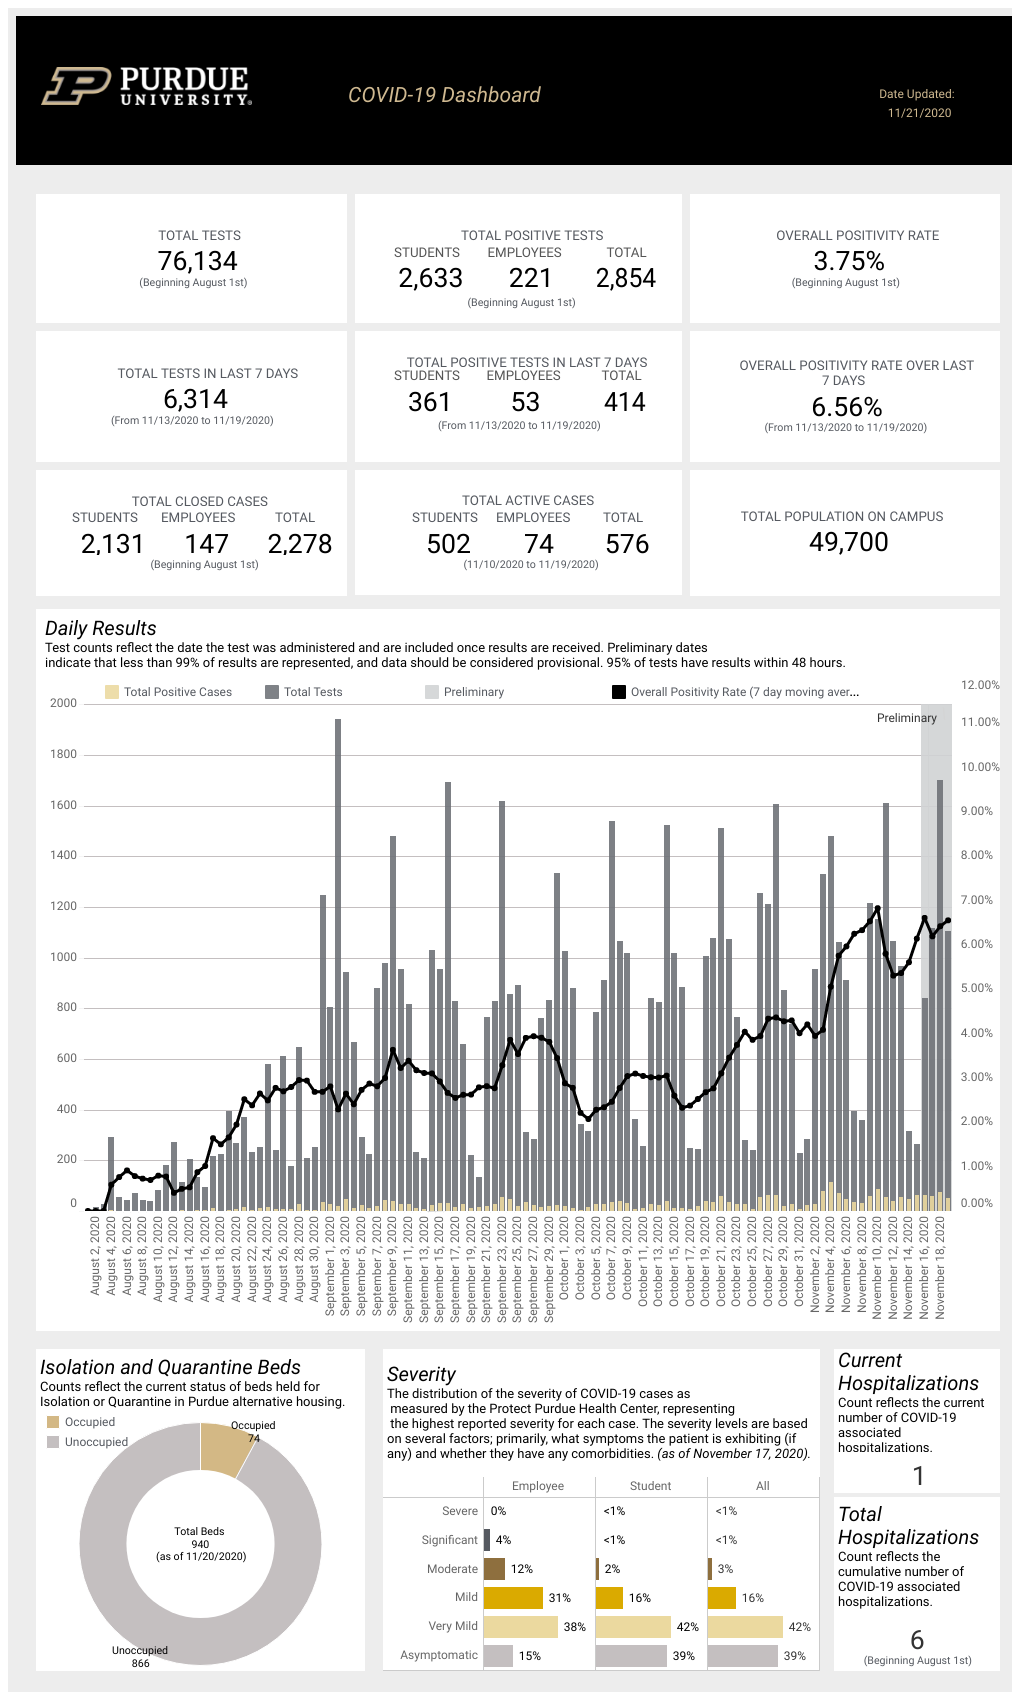 PURDUE
UNIVERSITY®
COVID-19 Dashboard
Date Updated:
11/21/2020
TOTAL TESTS
76,134
(Beginning August 1st)
TOTAL POSITIVE TESTS
STUDENTS EMPLOYEES TOTAL
2,633 221 2,854
(Beginning August 1st)
OVERALL POSITIVITY RATE
3.75%
(Beginning August 1st)
TOTAL TESTS IN LAST 7 DAYS
6,314
(From 11/13/2020 to 11/19/2020)
TOTAL POSITIVE TESTS IN LAST 7 DAYS
STUDENTS EMPLOYEES TOTAL
361 53 414
(From 11/13/2020 to 11/19/2020)
OVERALL POSITIVITY RATE OVER LAST
7 DAYS
6.56%
(From 11/13/2020 to 11/19/2020)
TOTAL CLOSED CASES
STUDENTS EMPLOYEES TOTAL
2,131 147 2,278
(Beginning August 1st)
TOTAL ACTIVE CASES
STUDENTS EMPLOYEES TOTAL
502 74 576
(11/10/2020 to 11/19/2020)
TOTAL POPULATION ON CAMPUS
49,700
Daily Results
Test counts reflect the date the test was administered and are included once results are received. Preliminary dates
indicate that less than 99% of results are represented, and data should be considered provisional. 95% of tests have results within 48 hours.
Total Positive Cases Total Tests Preliminary Overall Positivity Rate (7 day moving aver...
Preliminary
2000
1800
1600
1400
1200
1000
800
600
400
200
0
12.00%
11.00%
10.00%
9.00%
8.00%
7.00%
6.00%
5.00%
4.00%
3.00%
2.00%
1.00%
0.00%
August 2, 2020
August 4, 2020
August 6, 2020
August 8, 2020
August 10, 2020
August 12, 2020
August 14, 2020
August 16, 2020
August 18, 2020
August 20, 2020
August 22, 2020
August 24, 2020
August 26, 2020
August 28, 2020
August 30, 2020
September 1, 2020
September 3, 2020
September 5, 2020
September 7, 2020
September 9, 2020
September 11, 2020
September 13, 2020
September 15, 2020
September 17, 2020
September 19, 2020
September 21, 2020
September 23, 2020
September 25, 2020
September 27, 2020
September 29, 2020
October 1, 2020
October 3, 2020
October 5, 2020
October 7, 2020
October 9, 2020
October 11, 2020
October 13, 2020
October 15, 2020
October 17, 2020
October 19, 2020
October 21, 2020
October 23, 2020
October 25, 2020
October 27, 2020
October 29, 2020
October 31, 2020
November 2, 2020
November 4, 2020
November 6, 2020
November 8, 2020
November 10, 2020
November 12, 2020
November 14, 2020
November 16, 2020
November 18, 2020
Isolation and Quarantine Beds
Counts reflect the current status of beds held for
Isolation or Quarantine in Purdue alternative housing.
Occupied
Unoccupied
Occupied
74
Total Beds
940
(as of 11/20/2020)
Unoccupied
866
Severity
The distribution of the severity of COVID-19 cases as
measured by the Protect Purdue Health Center, representing
the highest reported severity for each case. The severity levels are based
on several factors; primarily, what symptoms the patient is exhibiting (if
any) and whether they have any comorbidities. (as of November 17, 2020).
Employee Student All
Severe 0% <1% <1%
Significant 4% <1% <1%
Moderate 12% 2% 3%
Mild 31% 16% 16%
Very Mild 38% 42% 42%
Asymptomatic 15% 39% 39%
Current
Hospitalizations
Count reflects the current
number of COVID-19
associated
hospitalizations.
1
Total
Hospitalizations
Count reflects the
cumulative number of
COVID-19 associated
hospitalizations.
6
(Beginning August 1st)